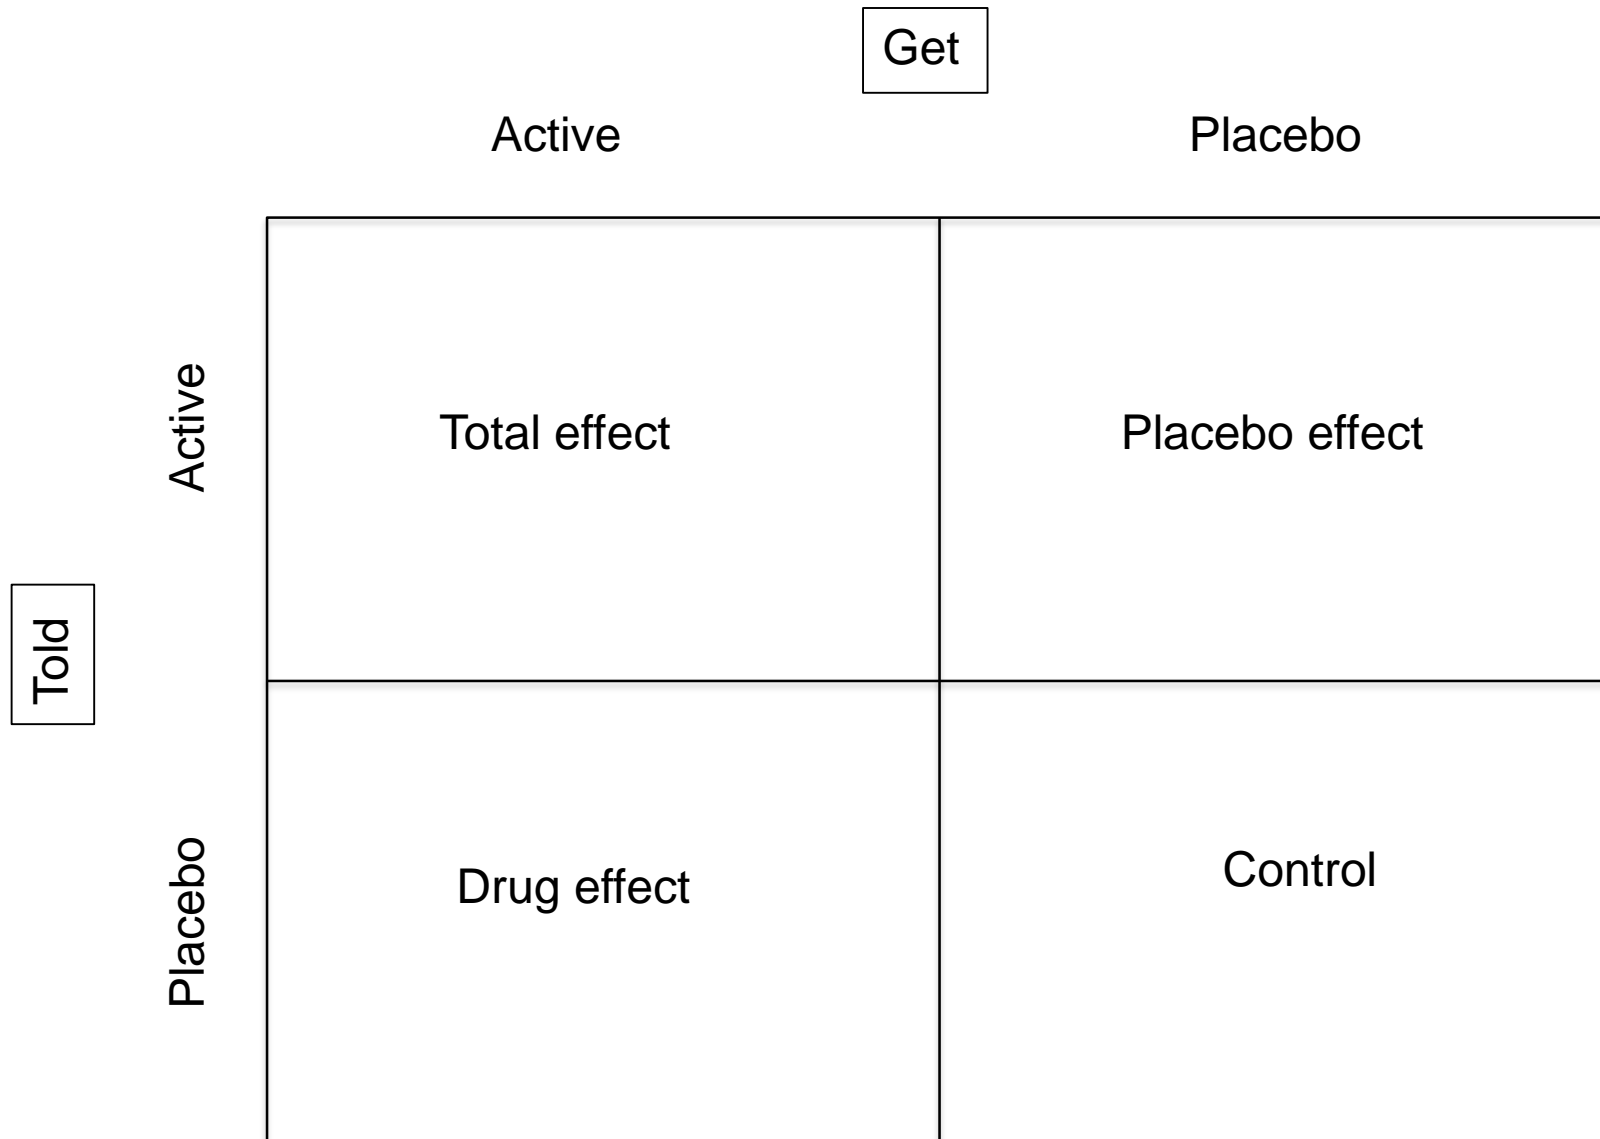 Get
Active Placebo
Active
Total effect Placebo effect
Told
Placebo
Drug effect Control